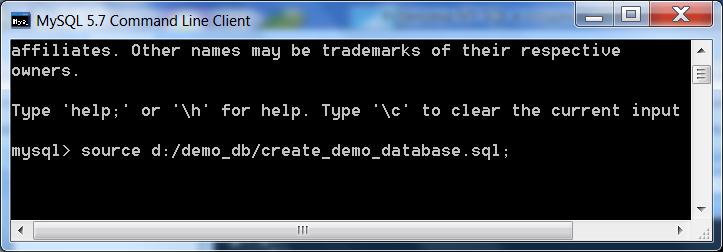 MySQL 5.7 Command Line Client
affiliates. Other names may be trademarks of their respective
owners.
Type 'help;' or '\h' for help. Type '\c' to clear the current input
mysql> source d:/demo_db/create_demo_database.sql;